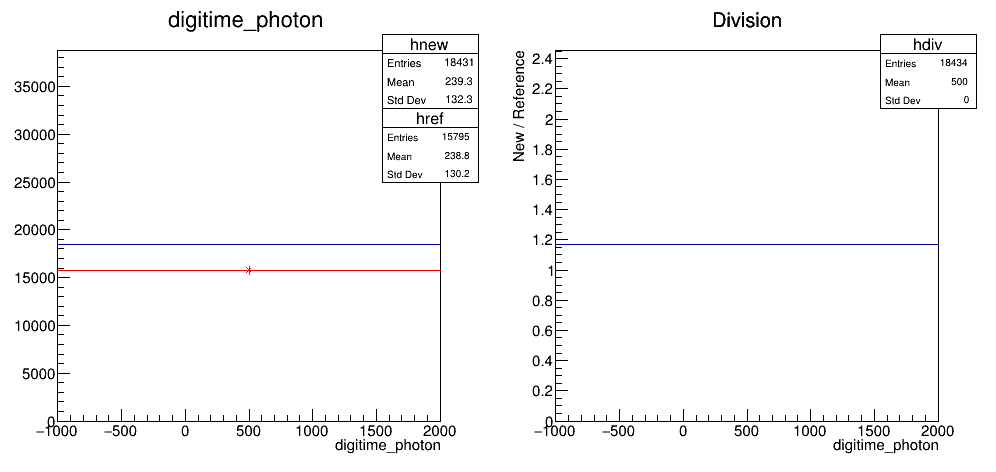 digitime_photon
hnew
Entries 18431
Mean 239.3
Std Dev 132.3
href
Entries 15795
Mean 238.8
Std Dev 130.2
35000
30000
25000
20000
15000
10000
5000
0
−1000 −500 0 500 1000 1500 2000
digitime_photon
Division
hdiv
Entries 18434
Mean 500
Std Dev 0
New / Reference
2.4
2.2
2
1.8
1.6
1.4
1.2
1
0.8
0.6
0.4
0.2
0
−1000 −500 0 500 1000 1500 2000
digitime_photon